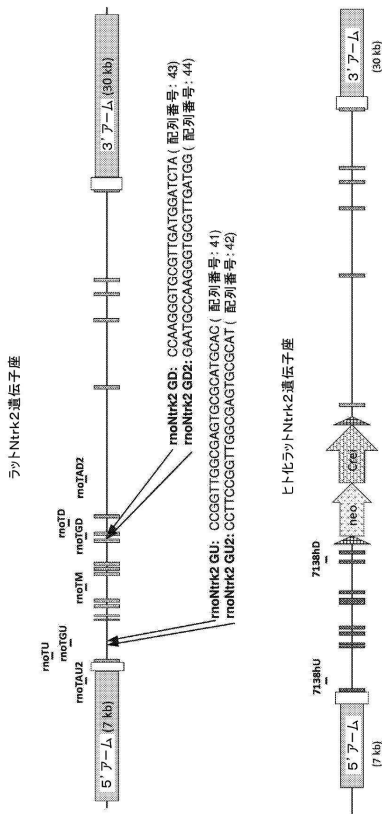 ラットNtrk2遺伝子座
5' アーム (7 kb)
3' アーム (30 kb)
rnoTAU2
rnoTU
rnoTGU
rnoTM
rnoTGD
rnoTD
rnoTAD2
rnoNtrk2 GD: CCAAGGGTGCGTTGATGGATCTA ( 配列番号: 43)
rnoNtrk2 GD2: GAATGCCAAGGGTGCGTTGATGG ( 配列番号: 44)
rnoNtrk2 GU: CCGGTTGGCGAGTGCGCATGCAC ( 配列番号: 41)
rnoNtrk2 GU2: CCTTCCGGTTGGCGAGTGCGCAT ( 配列番号: 42)
ヒト化ラットNtrk2遺伝子座
7138hU
7138hD
5' アーム
(7 kb)
neo
CreI
3' アーム
(30 kb)